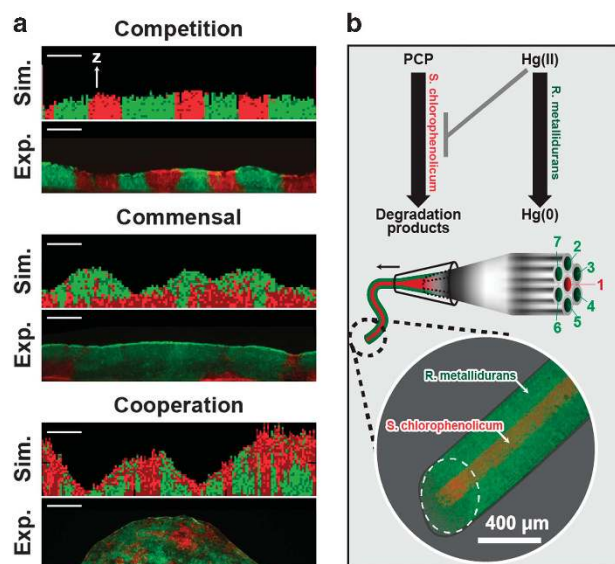 a
Competition
Sim.
z
Exp.
Commensal
Sim.
Exp.
Cooperation
Sim.
Exp.
b
PCP
Hg(II)
S. chlorophenolicum
R. metallidurans
Degradation
products
Hg(0)
7
2
3
1
4
5
6
R. metallidurans
S. chlorophenolicum
400 µm